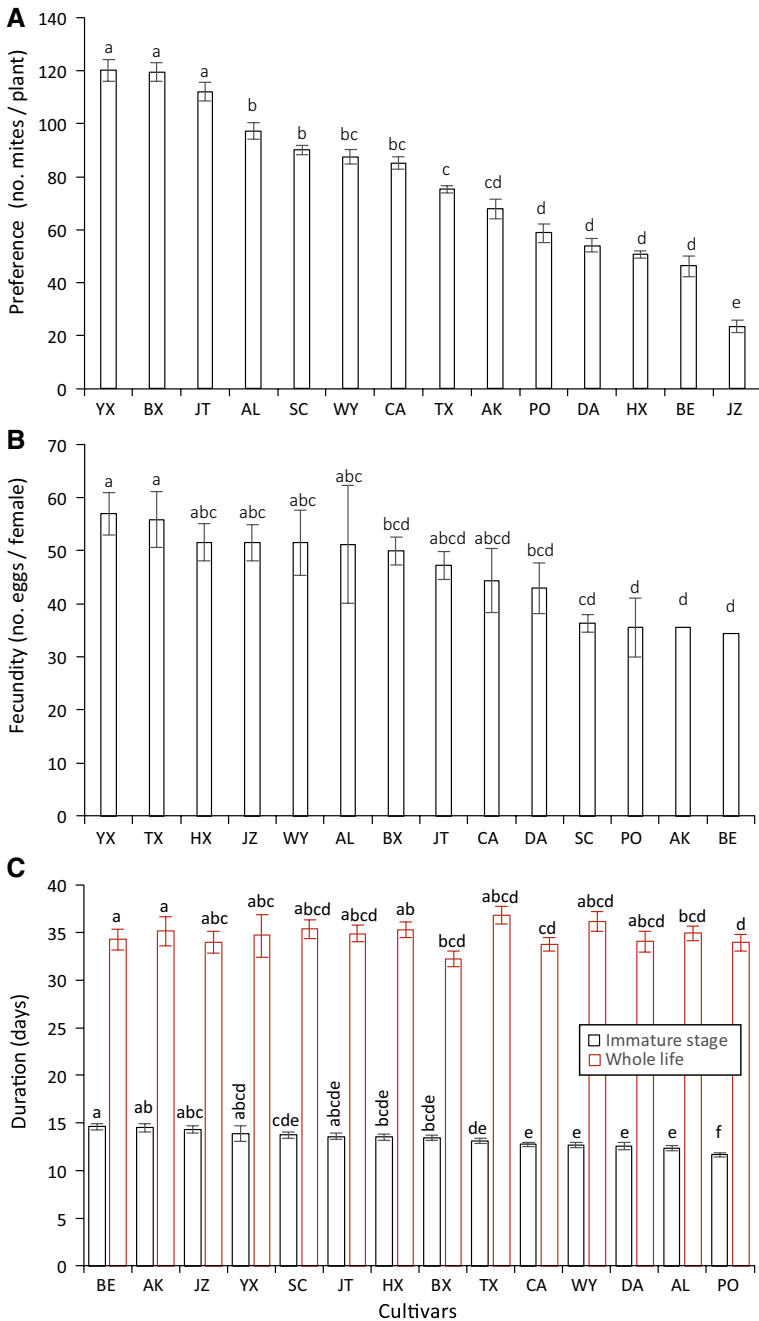 A
Preference (no. mites / plant)
140
120
100
80
60
40
20
0
a a a b b bc bc c cd d d d d e
YX BX JT AL SC WY CA TX AK PO DA HX BE JZ
B
Fecundity (no. eggs / female)
70
60
50
40
30
20
10
0
a a abc abc abc abc bcd abcd abcd bcd cd d d d
YX TX HX JZ WY AL BX JT CA DA SC PO AK BE
C
Duration (days)
40
35
30
25
20
15
10
5
0
a a abc abc abcd abcd ab bcd abcd cd abcd abcd bcd d
Immature stage
Whole life
a ab abc abcd cde abcde bcde bcde de e e e e f
BE AK JZ YX SC JT HX BX TX CA WY DA AL PO
Cultivars